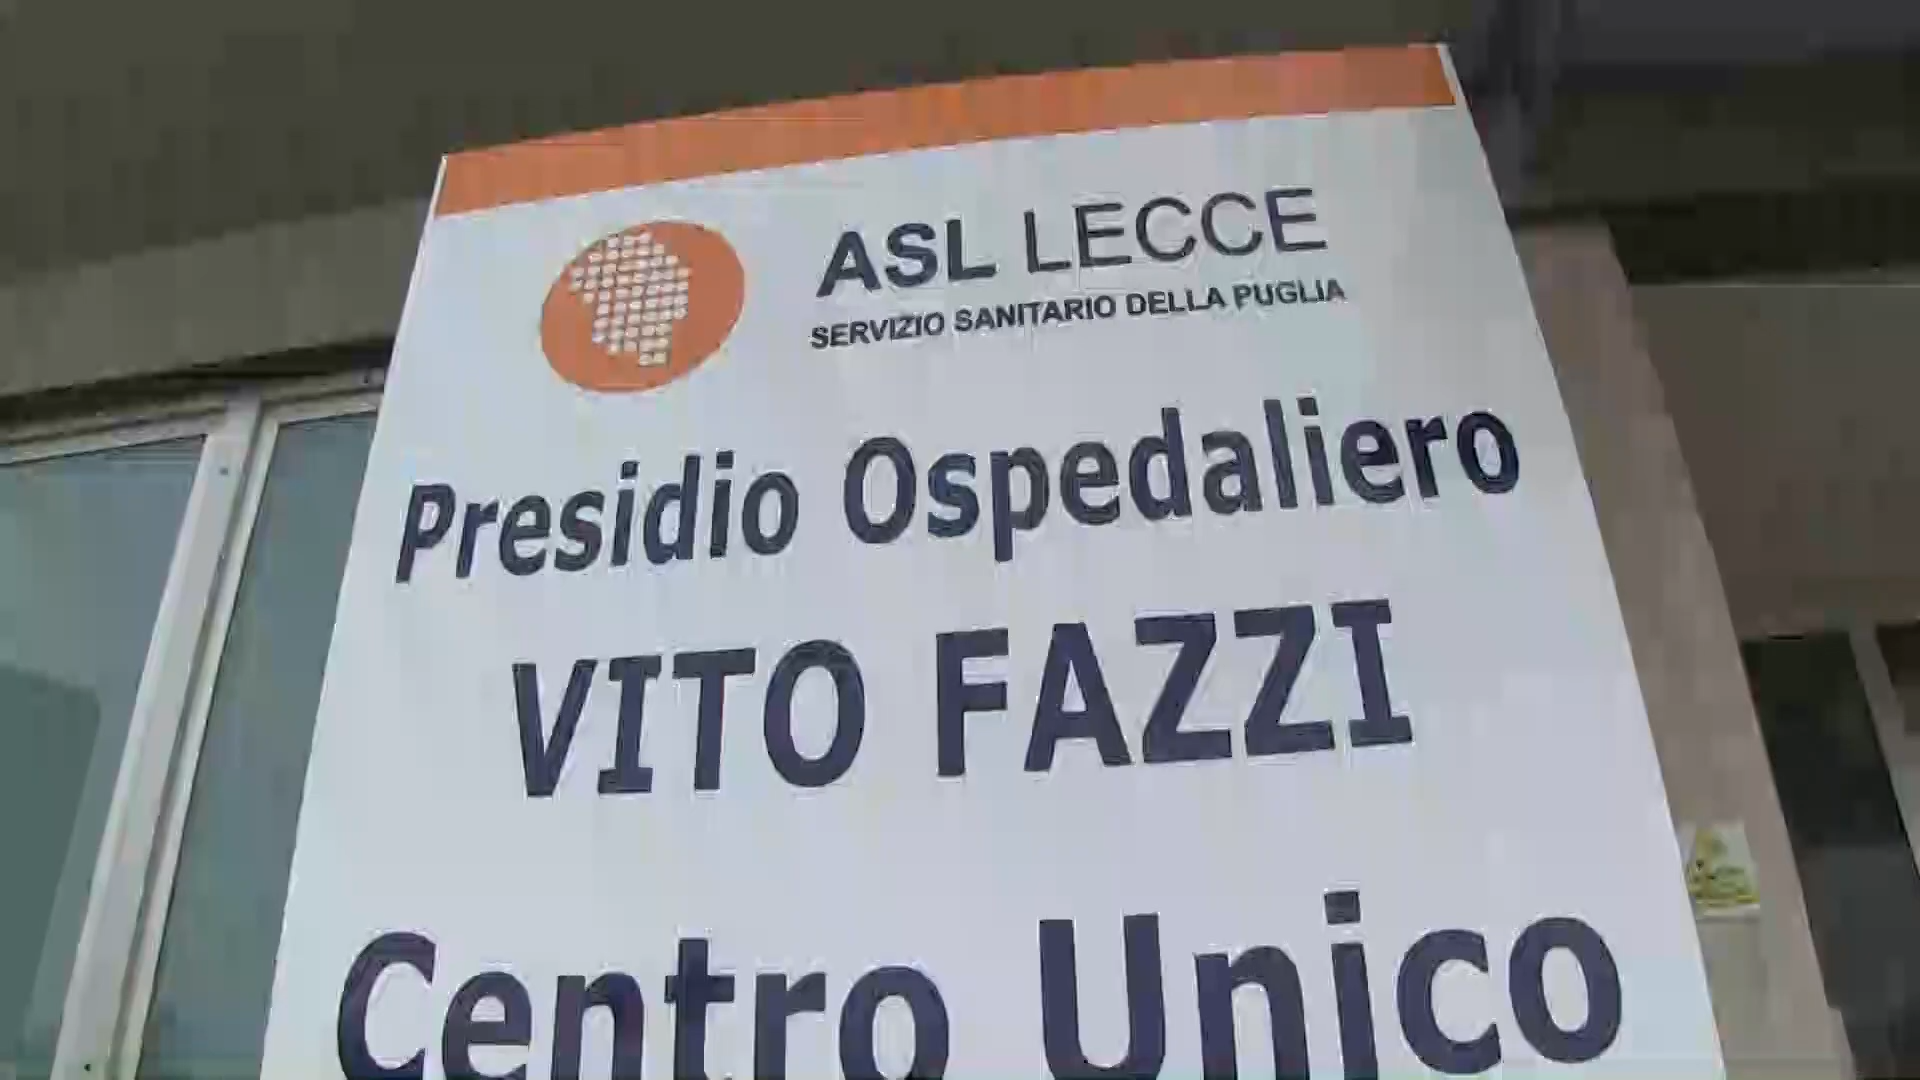 ASL LECCE
SERVIZIO SANITARIO DELLA PUGLIA
Presidio Ospedaliero
VITO FAZZI
Centro Unico